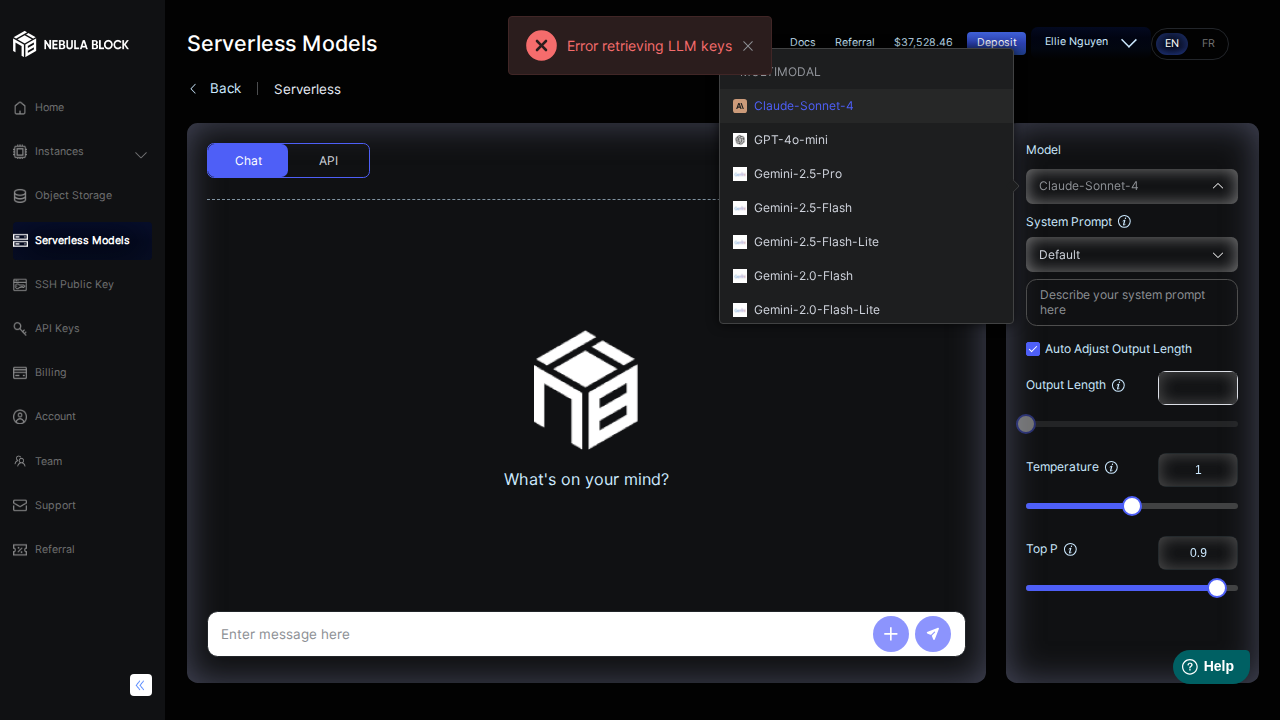 NEBULA BLOCK
Home
Instances
Object Storage
Serverless Models
SSH Public Key
API Keys
Billing
Account
Team
Support
Referral
Serverless Models
Error retrieving LLM keys
Docs
Referral
$37,528.46
Deposit
Ellie Nguyen
EN
FR
Back
Serverless
Chat
API
MULTIMODAL
Claude-Sonnet-4
GPT-4o-mini
Gemini-2.5-Pro
Gemini-2.5-Flash
Gemini-2.5-Flash-Lite
Gemini-2.0-Flash
Gemini-2.0-Flash-Lite
What's on your mind?
Enter message here
Model
Claude-Sonnet-4
System Prompt
Default
Describe your system prompt
here
Auto Adjust Output Length
Output Length
Temperature
1
Top P
0.9
Help